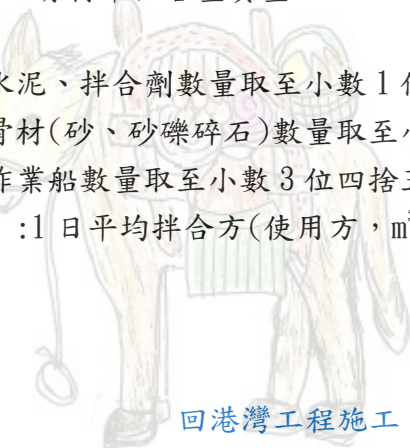 水泥、拌合劑數量取至小數 1 位
骨材(砂、砂礫碎石)數量取至小
作業船數量取至小數 3 位四捨五
:1 日平均拌合方(使用方，m³
回港灣工程施工